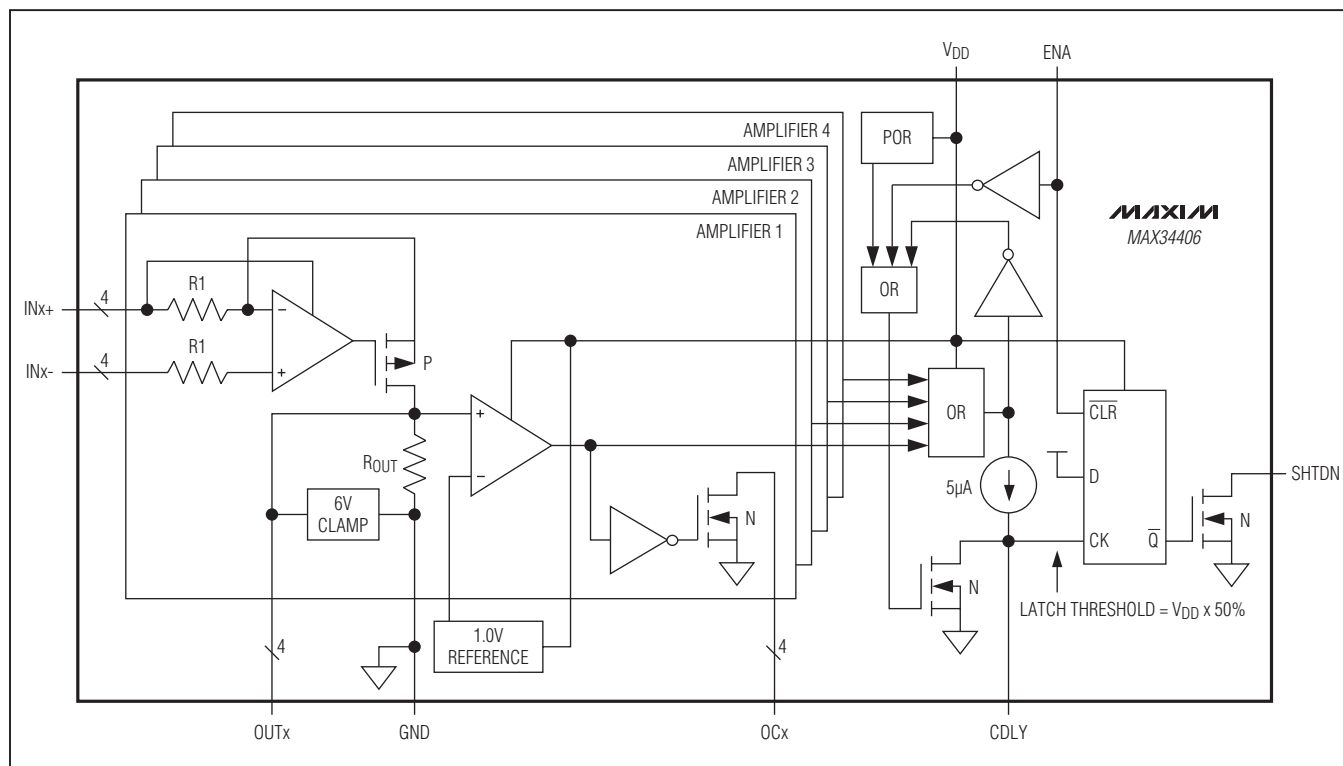 VDD
ENA
AMPLIFIER 4
AMPLIFIER 3
AMPLIFIER 2
AMPLIFIER 1
POR
MAXIM
MAX34406
OR
INx+
4
R1
−
INx-
4
R1
+
P
+
−
ROUT
6V
CLAMP
N
OR
5µA
CLR
D
CK
Q
N
SHTDN
N
LATCH THRESHOLD = VDD x 50%
1.0V
REFERENCE
4
4
OUTx
GND
OCx
CDLY